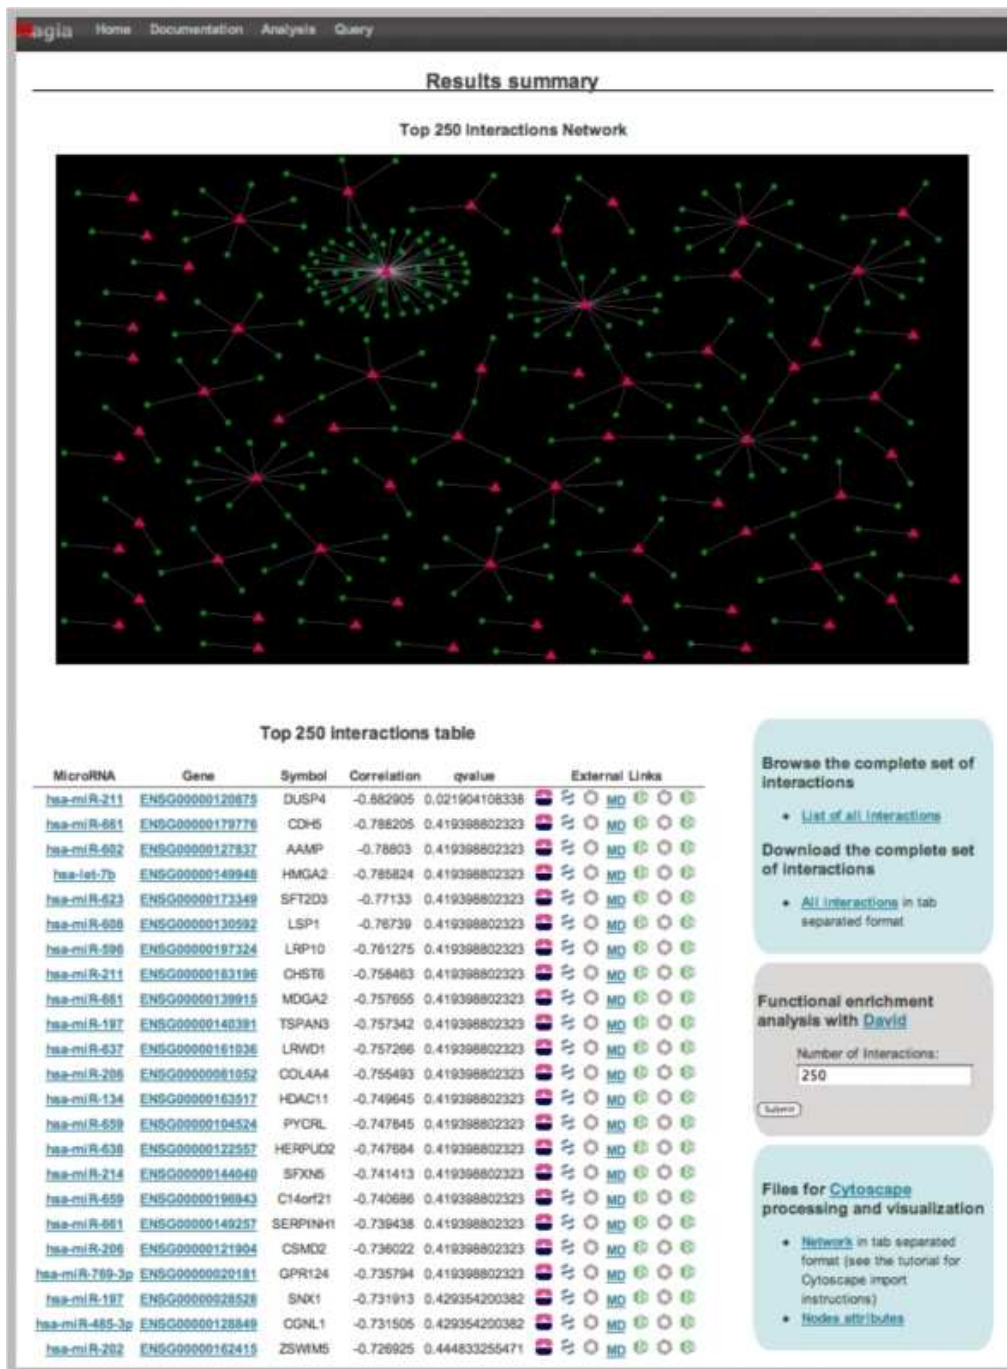 agia Home Documentation Analysis Query
Results summary
Top 250 Interactions Network
Top 250 interactions table
MicroRNA Gene Symbol Correlation qvalue External Links
hsa-miR-211 ENSG00000120875 DUSP4 -0.882905 0.021904108338 MD
hsa-miR-661 ENSG00000179776 CDH5 -0.788205 0.419398802323 MD
hsa-miR-602 ENSG00000127837 AAMP -0.78803 0.419398802323 MD
hsa-let-7b ENSG00000149948 HMGA2 -0.785824 0.419398802323 MD
hsa-miR-623 ENSG00000173349 SFT2D3 -0.77133 0.419398802323 MD
hsa-miR-608 ENSG00000130592 LSP1 -0.76739 0.419398802323 MD
hsa-miR-596 ENSG00000197324 LRP10 -0.761275 0.419398802323 MD
hsa-miR-211 ENSG00000183196 CHST6 -0.758463 0.419398802323 MD
hsa-miR-661 ENSG00000139915 MDGA2 -0.757655 0.419398802323 MD
hsa-miR-197 ENSG00000140391 TSPAN3 -0.757342 0.419398802323 MD
hsa-miR-637 ENSG00000161036 LRWD1 -0.757266 0.419398802323 MD
hsa-miR-206 ENSG00000081052 COL4A4 -0.755493 0.419398802323 MD
hsa-miR-134 ENSG00000163517 HDAC11 -0.749645 0.419398802323 MD
hsa-miR-659 ENSG00000104524 PYCRL -0.747845 0.419398802323 MD
hsa-miR-638 ENSG00000122557 HERPUD2 -0.747684 0.419398802323 MD
hsa-miR-214 ENSG00000144040 SFXN5 -0.741413 0.419398802323 MD
hsa-miR-659 ENSG00000196943 C14orf21 -0.740686 0.419398802323 MD
hsa-miR-661 ENSG00000149257 SERPINH1 -0.739438 0.419398802323 MD
hsa-miR-206 ENSG00000121904 CSMD2 -0.736022 0.419398802323 MD
hsa-miR-769-3p ENSG00000020181 GPR124 -0.735794 0.419398802323 MD
hsa-miR-197 ENSG00000028528 SNX1 -0.731913 0.429354200382 MD
hsa-miR-485-3p ENSG00000128849 CGNL1 -0.731505 0.429354200382 MD
hsa-miR-202 ENSG00000162415 ZSWIM5 -0.726925 0.444833255471 MD
Browse the complete set of
interactions
• List of all interactions
Download the complete set
of interactions
• All interactions in tab
separated format
Functional enrichment
analysis with David
Number of Interactions:
250
Submit
Files for Cytoscape
processing and visualization
• Network in tab separated
format (see the tutorial for
Cytoscape import
instructions)
• Nodes attributes